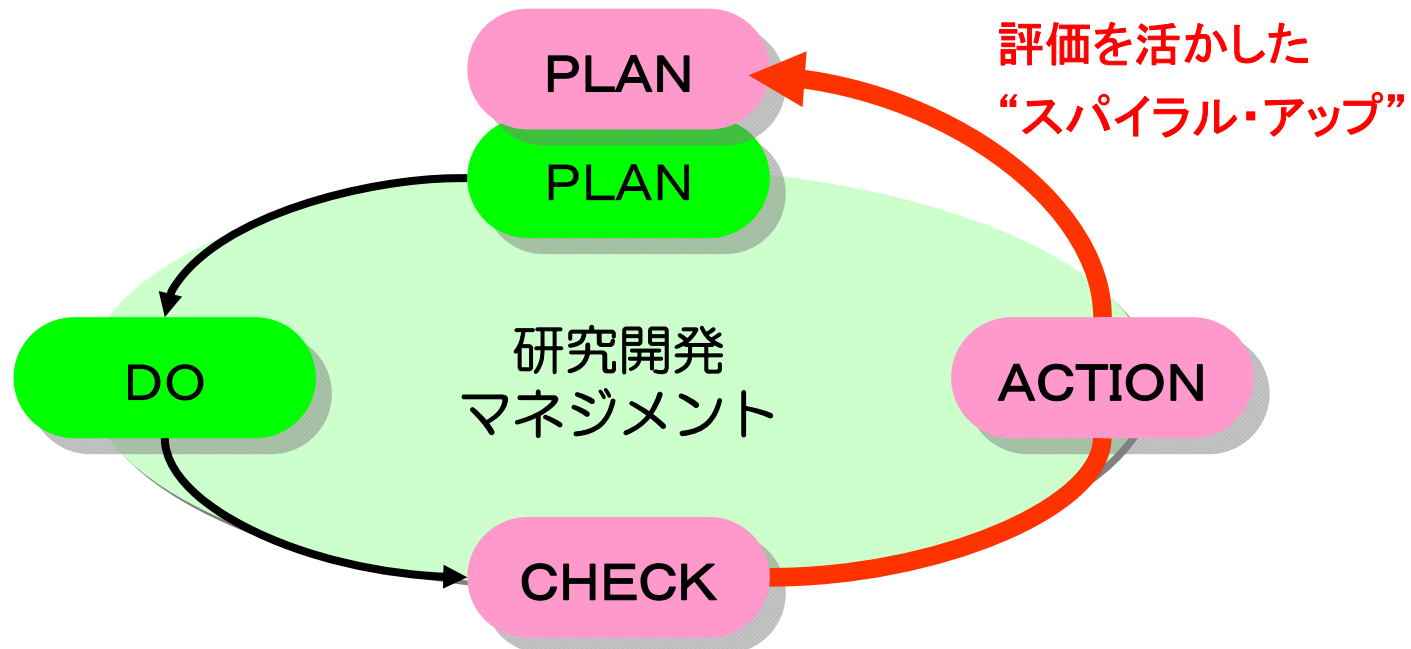 PLAN
評価を活かした
“スパイラル・アップ”
PLAN
DO
研究開発
マネジメント
ACTION
CHECK